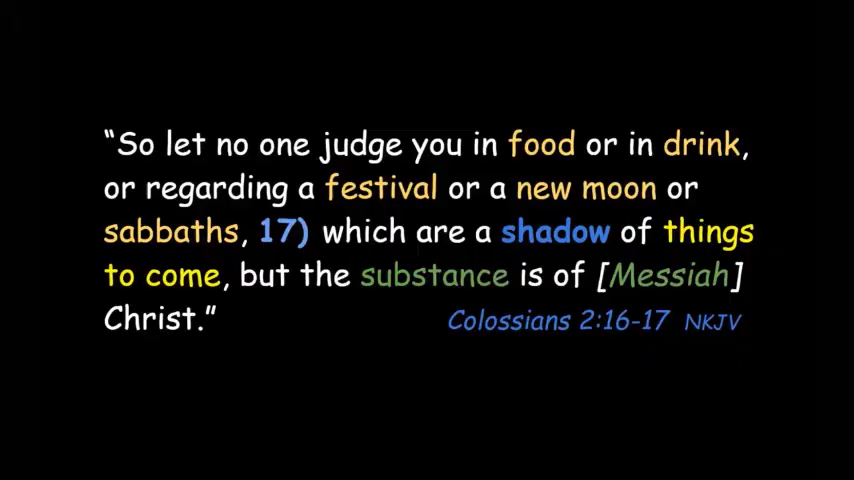 “So let no one judge you in food or in drink,
or regarding a festival or a new moon or
sabbaths, 17) which are a shadow of things
to come, but the substance is of [Messiah]
Christ.” Colossians 2:16-17 NKJV